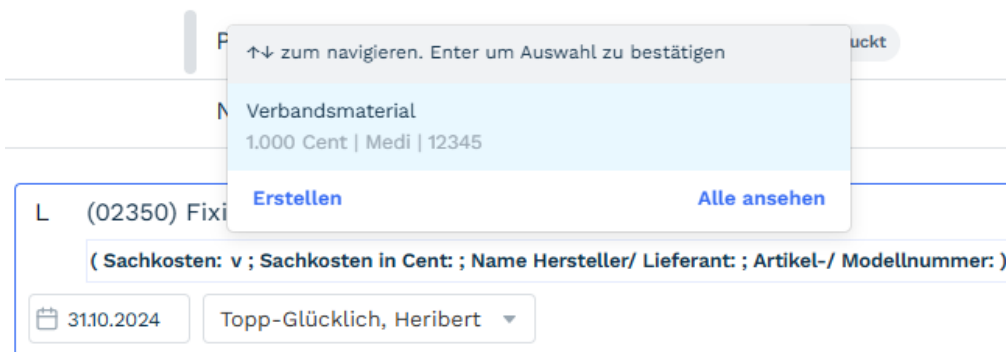 P
uckt
↑↓ zum navigieren. Enter um Auswahl zu bestätigen
N
Verbandsmaterial
1.000 Cent | Medi | 12345
Erstellen
Alle ansehen
L (02350) Fixi
( Sachkosten: v ; Sachkosten in Cent: ; Name Hersteller/ Lieferant: ; Artikel-/ Modellnummer: )
31.10.2024
Topp-Glücklich, Heribert